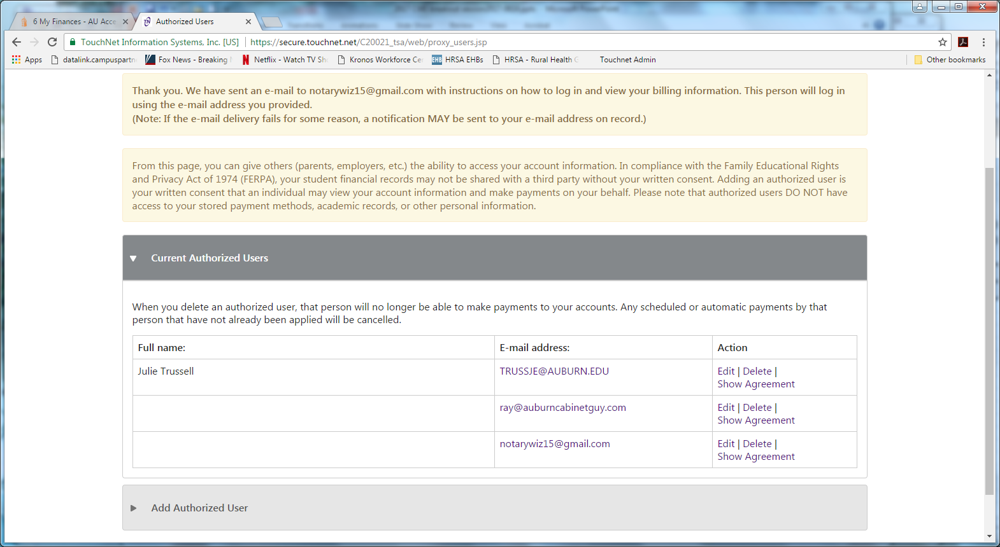 6 My Finances - AU Acce
Authorized Users
TouchNet Information Systems, Inc. [US] https://secure.touchnet.net/C20021_tsa/web/proxy_users.jsp
Apps datalink.campuspartn Fox News - Breaking Netflix - Watch TV Sh Kronos Workforce Ce EHB HRSA EHBs HRSA - Rural Health G Touchnet Admin Other bookmarks
Thank you. We have sent an e-mail to notarywiz15@gmail.com with instructions on how to log in and view your billing information. This person will log in
using the e-mail address you provided.
(Note: If the e-mail delivery fails for some reason, a notification MAY be sent to your e-mail address on record.)
From this page, you can give others (parents, employers, etc.) the ability to access your account information. In compliance with the Family Educational Rights
and Privacy Act of 1974 (FERPA), your student financial records may not be shared with a third party without your written consent. Adding an authorized user is
your written consent that an individual may view your account information and make payments on your behalf. Please note that authorized users DO NOT have
access to your stored payment methods, academic records, or other personal information.
Current Authorized Users
When you delete an authorized user, that person will no longer be able to make payments to your accounts. Any scheduled or automatic payments by that
person that have not already been applied will be cancelled.
Full name: E-mail address: Action
Julie Trussell TRUSSJE@AUBURN.EDU Edit | Delete |
Show Agreement
ray@auburncabinetguy.com Edit | Delete |
Show Agreement
notarywiz15@gmail.com Edit | Delete |
Show Agreement
Add Authorized User